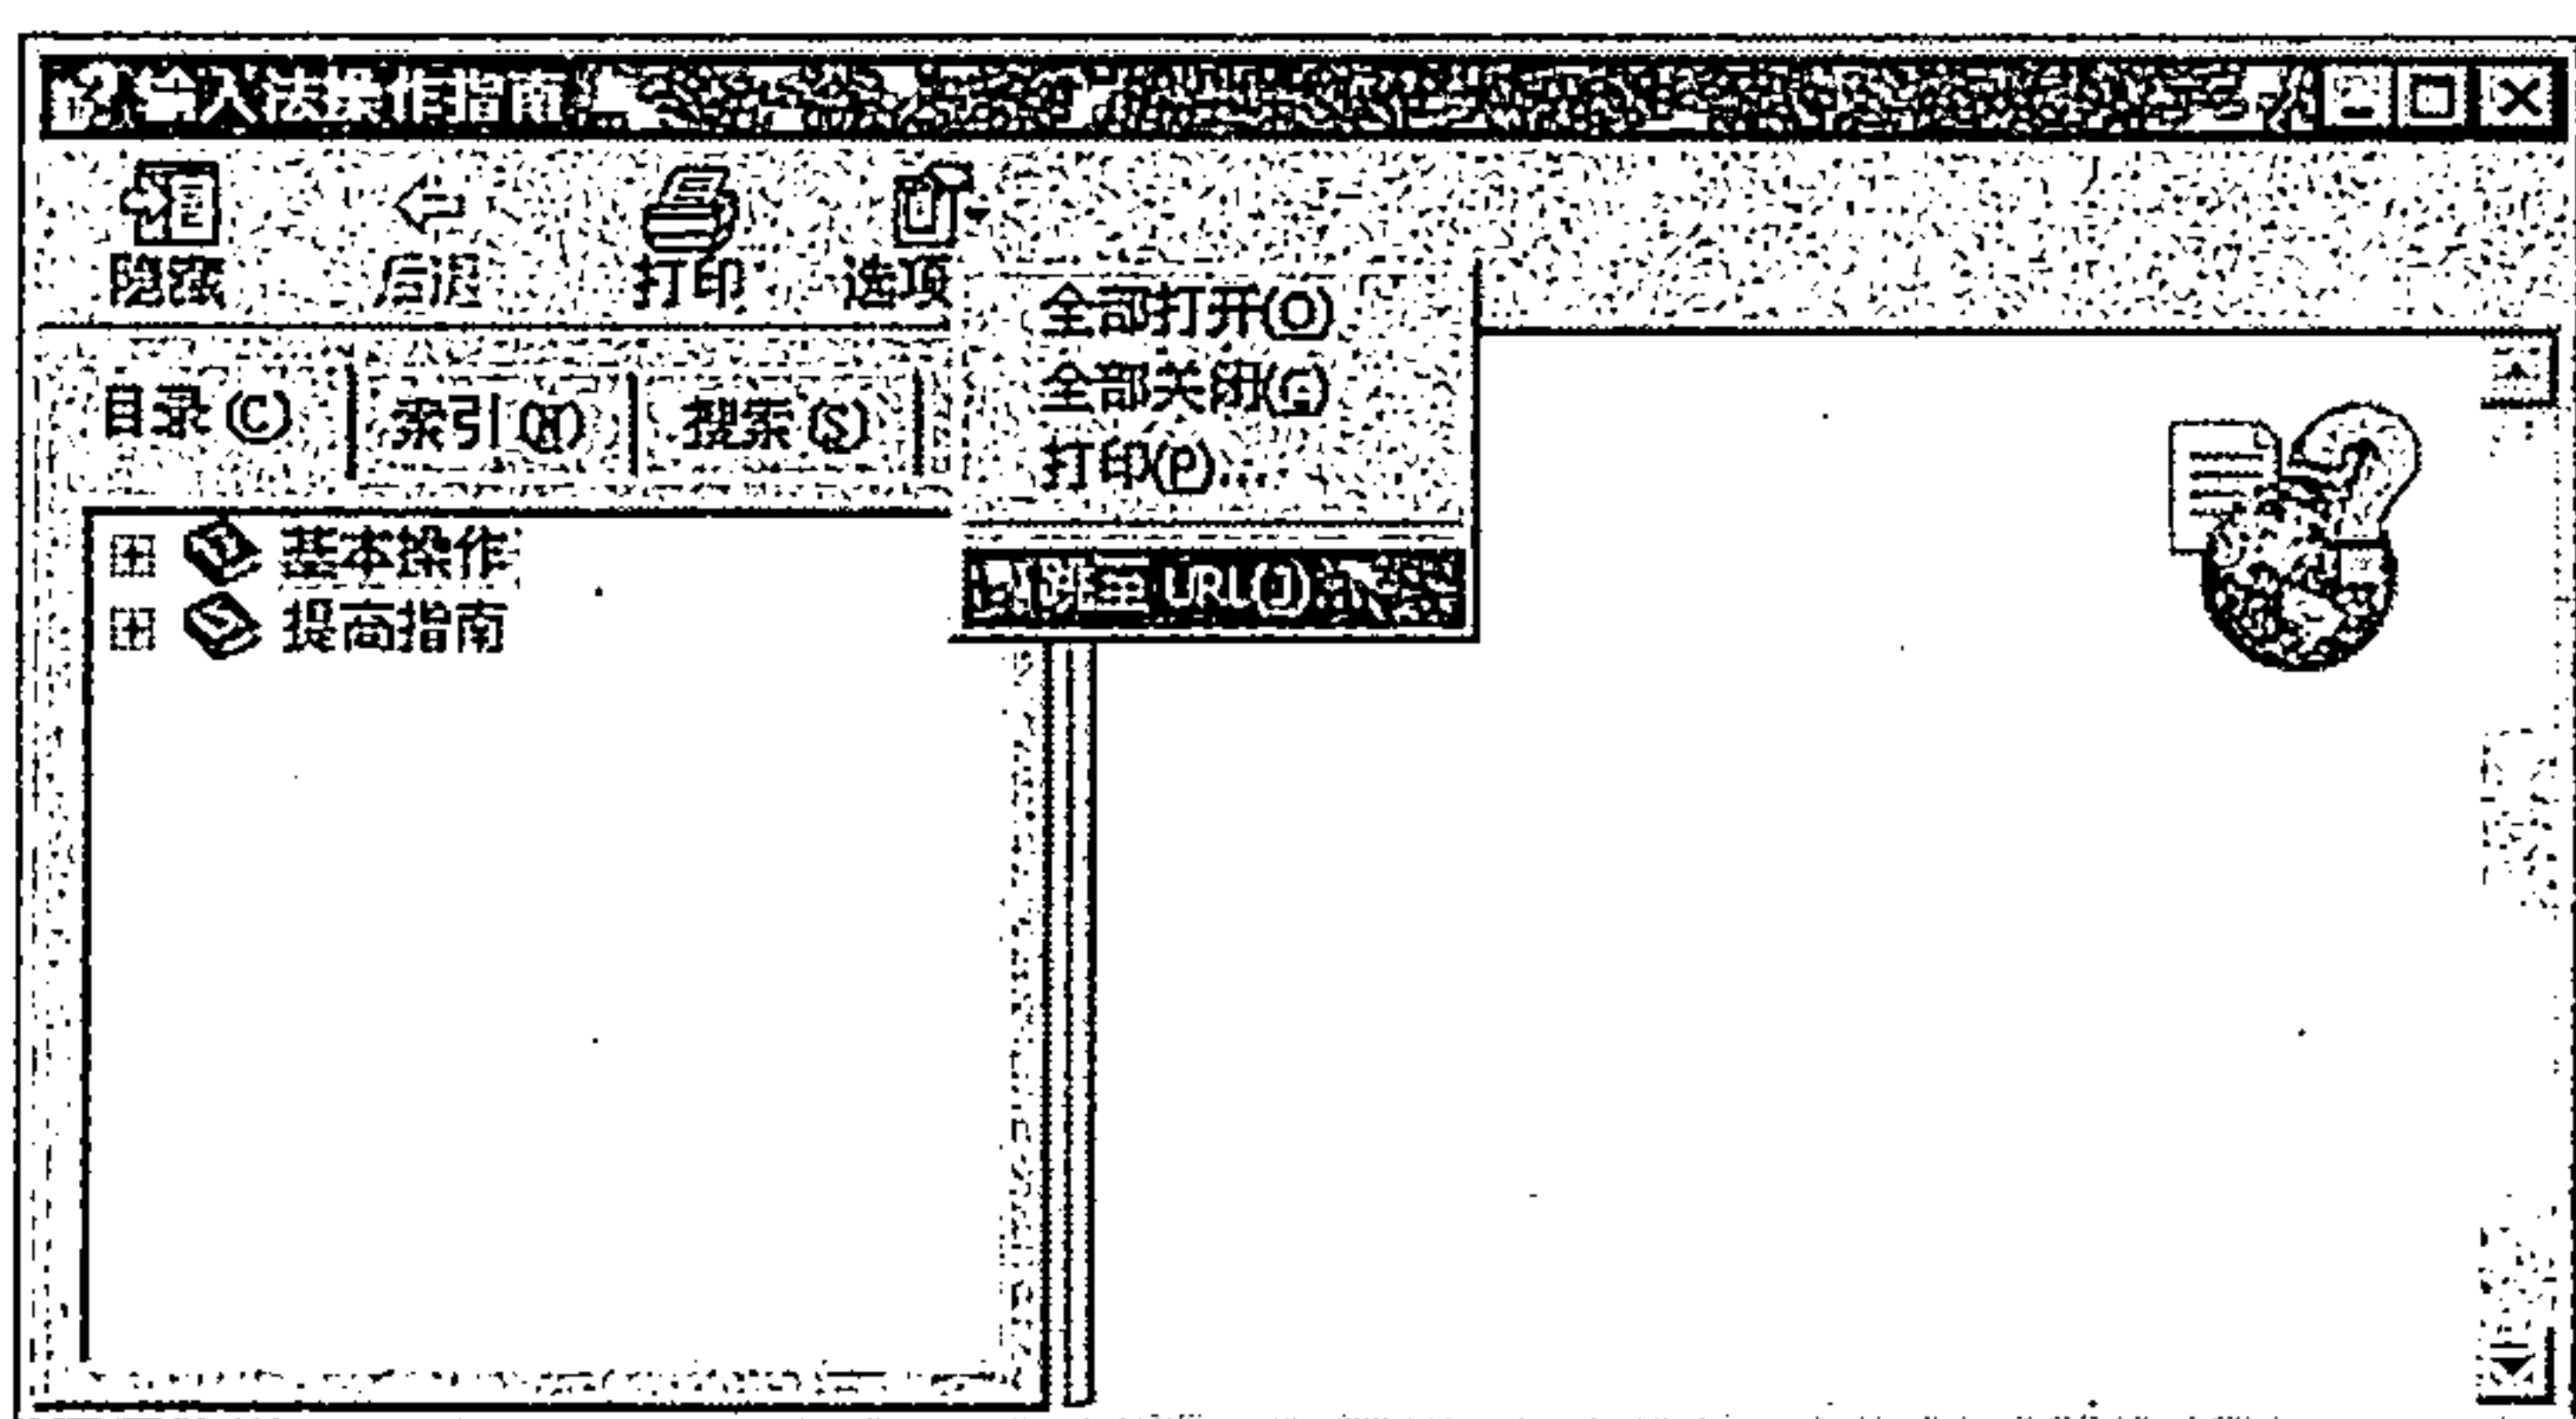 输入法操作指南
隐藏 后退 打印 选项
全部打开(O)
全部关闭(C)
打印(P)...
跳至 URL(J)
目录(C) 索引(N) 搜索(S)
基本操作
提高指南